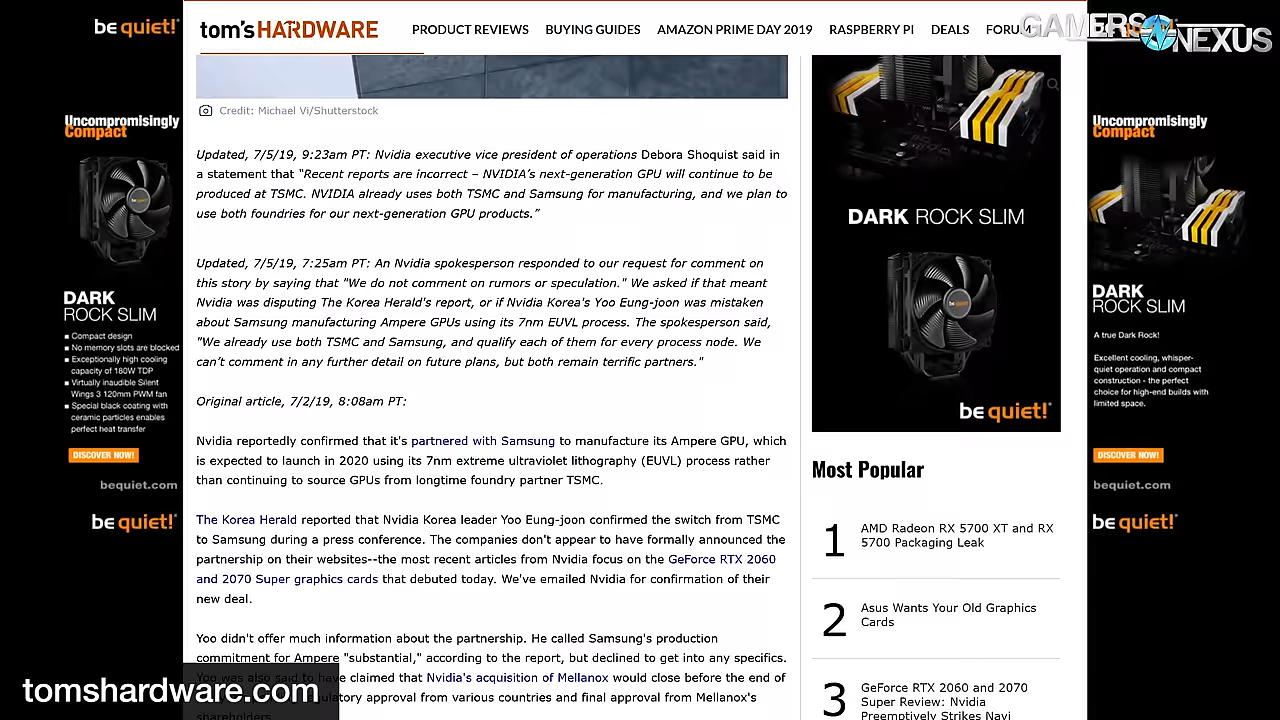 be quiet!
tom's HARDWARE
PRODUCT REVIEWS
BUYING GUIDES
AMAZON PRIME DAY 2019
RASPBERRY PI
DEALS
FORUM
GAMERS
NEXUS
Credit: Michael Vi/Shutterstock
Updated, 7/5/19, 9:23am PT: Nvidia executive vice president of operations Debora Shoquist said in
a statement that "Recent reports are incorrect – NVIDIA's next-generation GPU will continue to be
produced at TSMC. NVIDIA already uses both TSMC and Samsung for manufacturing, and we plan to
use both foundries for our next-generation GPU products."
Updated, 7/5/19, 7:25am PT: An Nvidia spokesperson responded to our request for comment on
this story by saying that "We do not comment on rumors or speculation." We asked if that meant
Nvidia was disputing The Korea Herald's report, or if Nvidia Korea's Yoo Eung-joon was mistaken
about Samsung manufacturing Ampere GPUs using its 7nm EUVL process. The spokesperson said,
"We already use both TSMC and Samsung, and qualify each of them for every process node. We
can't comment in any further detail on future plans, but both remain terrific partners."
Original article, 7/2/19, 8:08am PT:
Nvidia reportedly confirmed that it's partnered with Samsung to manufacture its Ampere GPU, which
is expected to launch in 2020 using its 7nm extreme ultraviolet lithography (EUVL) process rather
than continuing to source GPUs from longtime foundry partner TSMC.
The Korea Herald reported that Nvidia Korea leader Yoo Eung-joon confirmed the switch from TSMC
to Samsung during a press conference. The companies don't appear to have formally announced the
partnership on their websites--the most recent articles from Nvidia focus on the GeForce RTX 2060
and 2070 Super graphics cards that debuted today. We've emailed Nvidia for confirmation of their
new deal.
Yoo didn't offer much information about the partnership. He called Samsung's production
commitment for Ampere "substantial," according to the report, but declined to get into any specifics.
Yoo was also said to have claimed that Nvidia's acquisition of Mellanox would close before the end of
regulatory approval from various countries and final approval from Mellanox's
shareholders.
tomshardware.com
Uncompromisingly
Compact
DARK
ROCK SLIM
Compact design
No memory slots are blocked
Exceptionally high cooling
capacity of 180W TDP
Virtually inaudible Silent
Wings 3 120mm PWM fan
Special black coating with
ceramic particles enables
perfect heat transfer
DISCOVER NOW!
bequiet.com
be quiet!
DARK ROCK SLIM
be quiet!
be quiet!
Most Popular
1
AMD Radeon RX 5700 XT and RX
5700 Packaging Leak
2
Asus Wants Your Old Graphics
Cards
3
GeForce RTX 2060 and 2070
Super Review: Nvidia
Preemptively Strikes Navi
Uncompromisingly
Compact
DARK
ROCK SLIM
A true Dark Rock!
Excellent cooling, whisper-
quiet operation and compact
construction - the perfect
choice for high-end builds with
limited space.
DISCOVER NOW!
bequiet.com
be quiet!